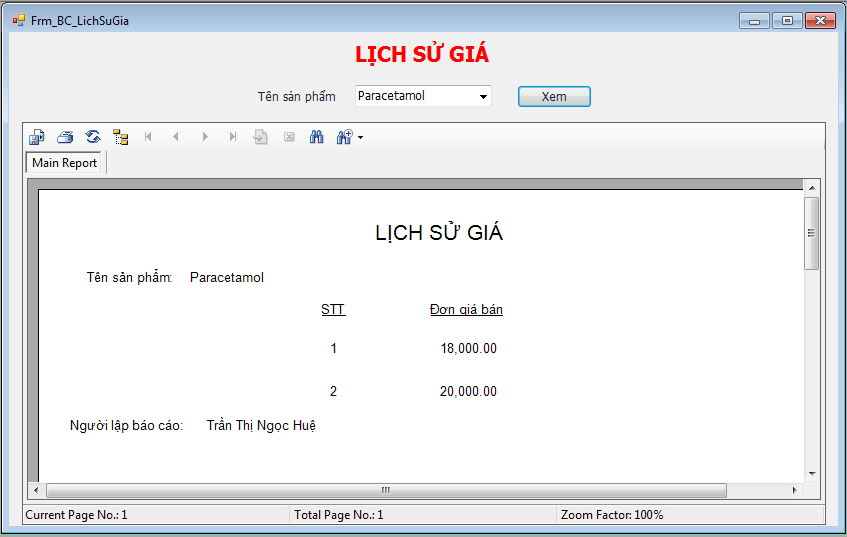 Frm_BC_LichSuGia
LỊCH SỬ GIÁ
Tên sản phẩm Paracetamol Xem
Main Report
LỊCH SỬ GIÁ
Tên sản phẩm: Paracetamol
STT Đơn giá bán
1 18,000.00
2 20,000.00
Người lập báo cáo: Trần Thị Ngọc Huệ
Current Page No.: 1 Total Page No.: 1 Zoom Factor: 100%